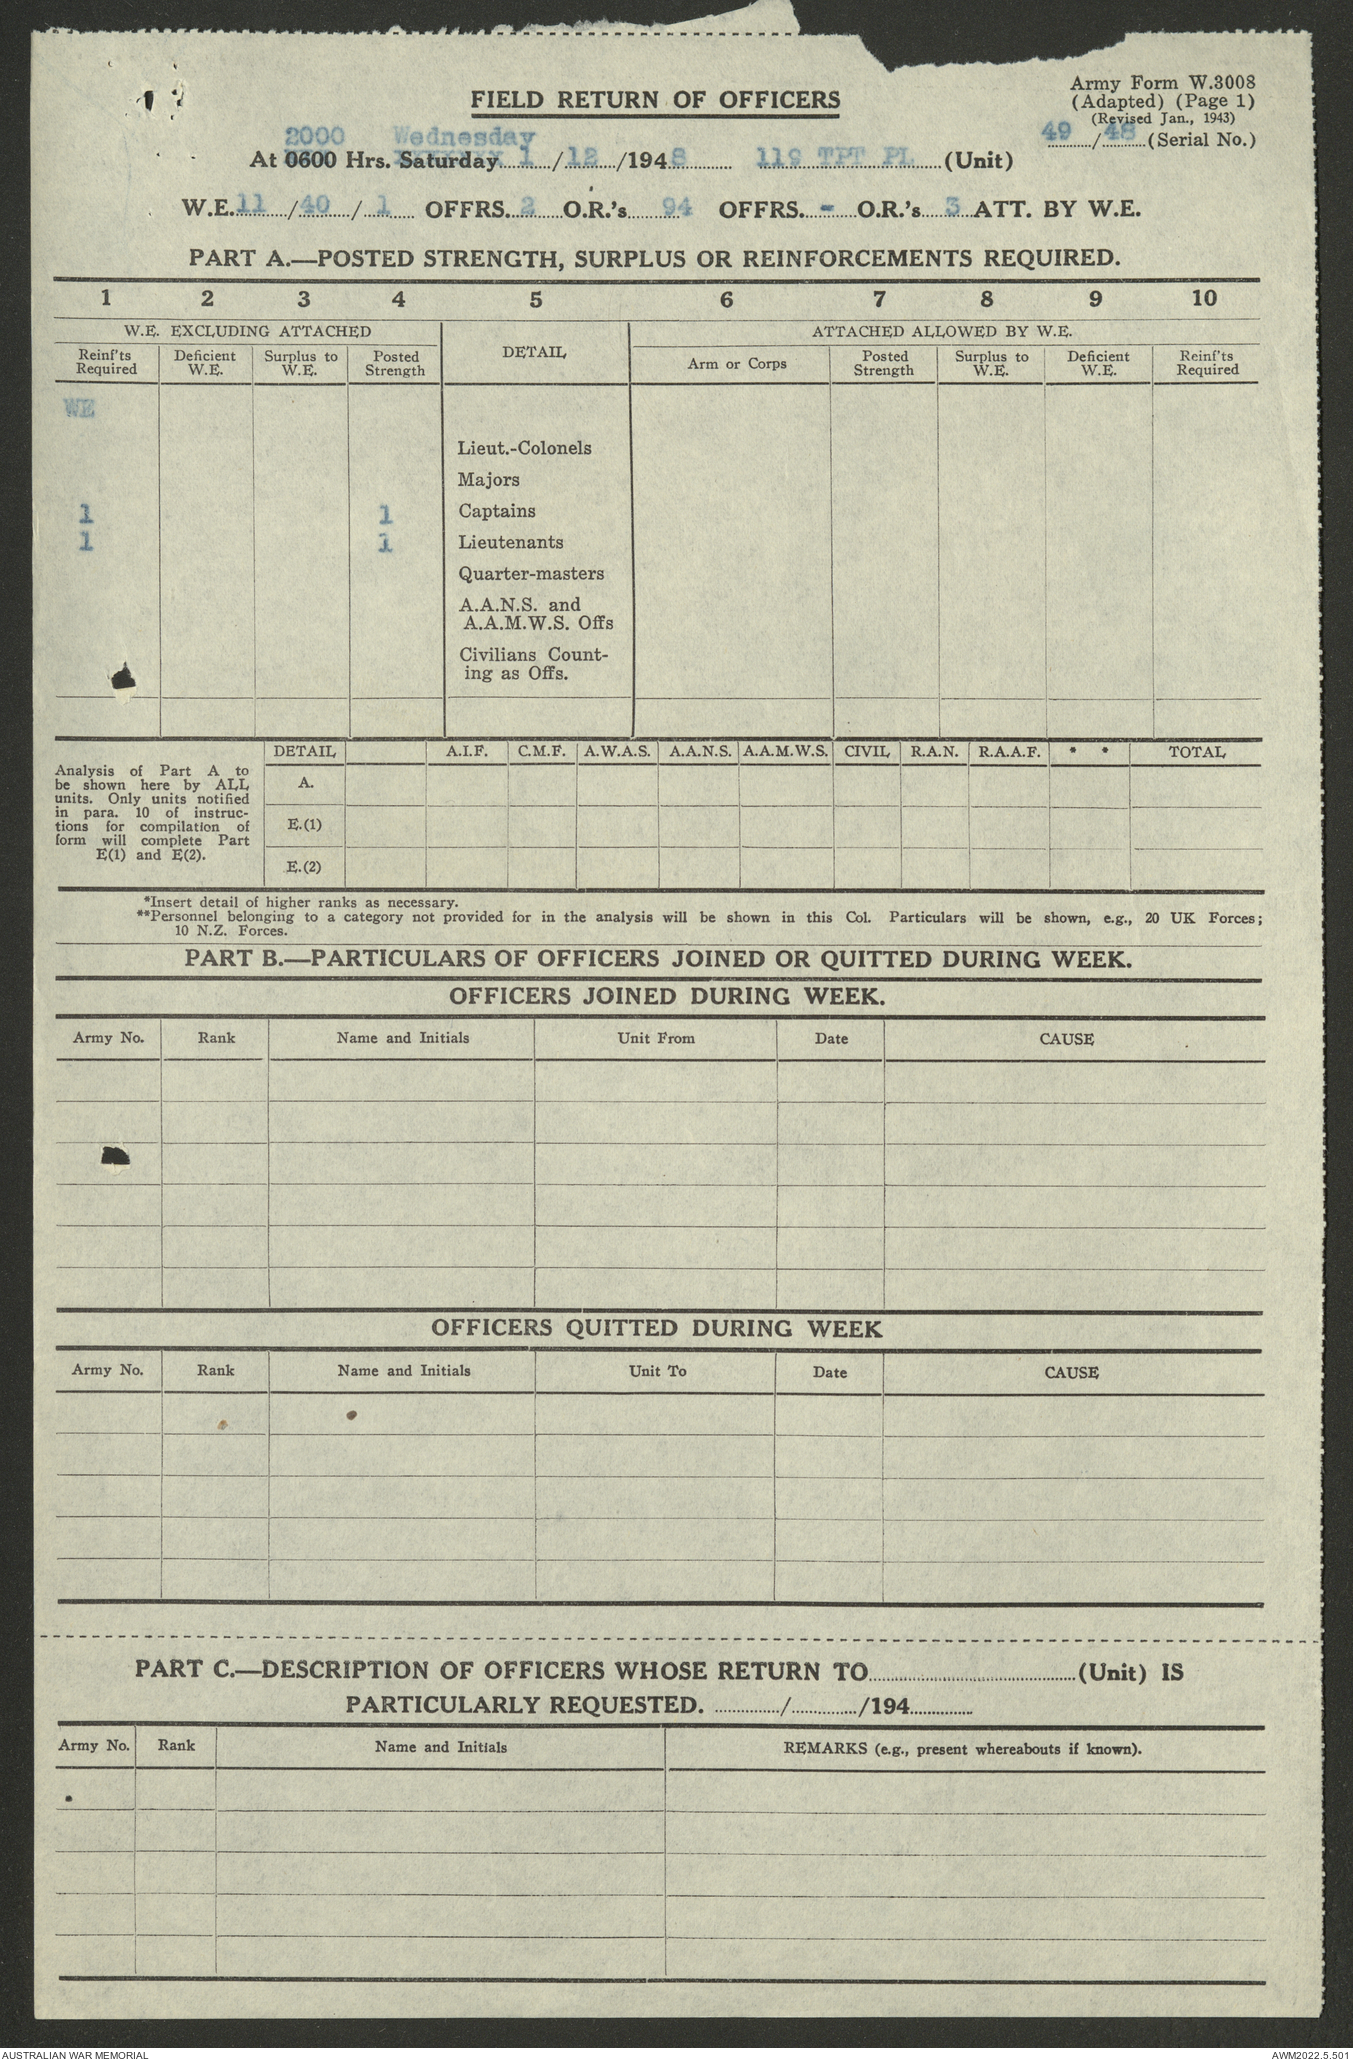 Army Form W.3008
FIELD RETURN OF OFFICERS
(Adapted) (Page 1)
(Revised Jan., 1943)
2000 Wednesday
49/48 (Serial No.)
At 0600 Hrs. Saturday 1/12/1948 119 TPT PL (Unit)
W.E. 11/40/1 OFFRS. 2 O.R.'s 94 OFFRS. - O.R.'s 3 ATT. BY W.E.
PART A.—POSTED STRENGTH, SURPLUS OR REINFORCEMENTS REQUIRED.
1 2 3 4 5 6 7 8 9 10
W.E. EXCLUDING ATTACHED DETAIL ATTACHED ALLOWED BY W.E.
Reinf'ts Required Deficient W.E. Surplus to W.E. Posted Strength Arm or Corps Posted Strength Surplus to W.E. Deficient W.E. Reinf'ts Required
WE
Lieut.-Colonels
Majors
1 1 Captains
1 1 Lieutenants
Quarter-masters
A.A.N.S. and
A.A.M.W.S. Offs
Civilians Count-
ing as Offs.
DETAIL A.I.F. C.M.F. A.W.A.S. A.A.N.S. A.A.M.W.S. CIVIL R.A.N. R.A.A.F. * * TOTAL
Analysis of Part A to
be shown here by ALL
units. Only units notified
in para. 10 of instruc-
tions for compilation of
form will complete Part
E(1) and E(2).
A.
E.(1)
E.(2)
*Insert detail of higher ranks as necessary.
**Personnel belonging to a category not provided for in the analysis will be shown in this Col. Particulars will be shown, e.g., 20 UK Forces;
10 N.Z. Forces.
PART B.—PARTICULARS OF OFFICERS JOINED OR QUITTED DURING WEEK.
OFFICERS JOINED DURING WEEK.
Army No. Rank Name and Initials Unit From Date CAUSE
OFFICERS QUITTED DURING WEEK
Army No. Rank Name and Initials Unit To Date CAUSE
PART C.—DESCRIPTION OF OFFICERS WHOSE RETURN TO (Unit) IS
PARTICULARLY REQUESTED. / /194
Army No. Rank Name and Initials REMARKS (e.g., present whereabouts if known).
AUSTRALIAN WAR MEMORIAL AWM2022.5.501